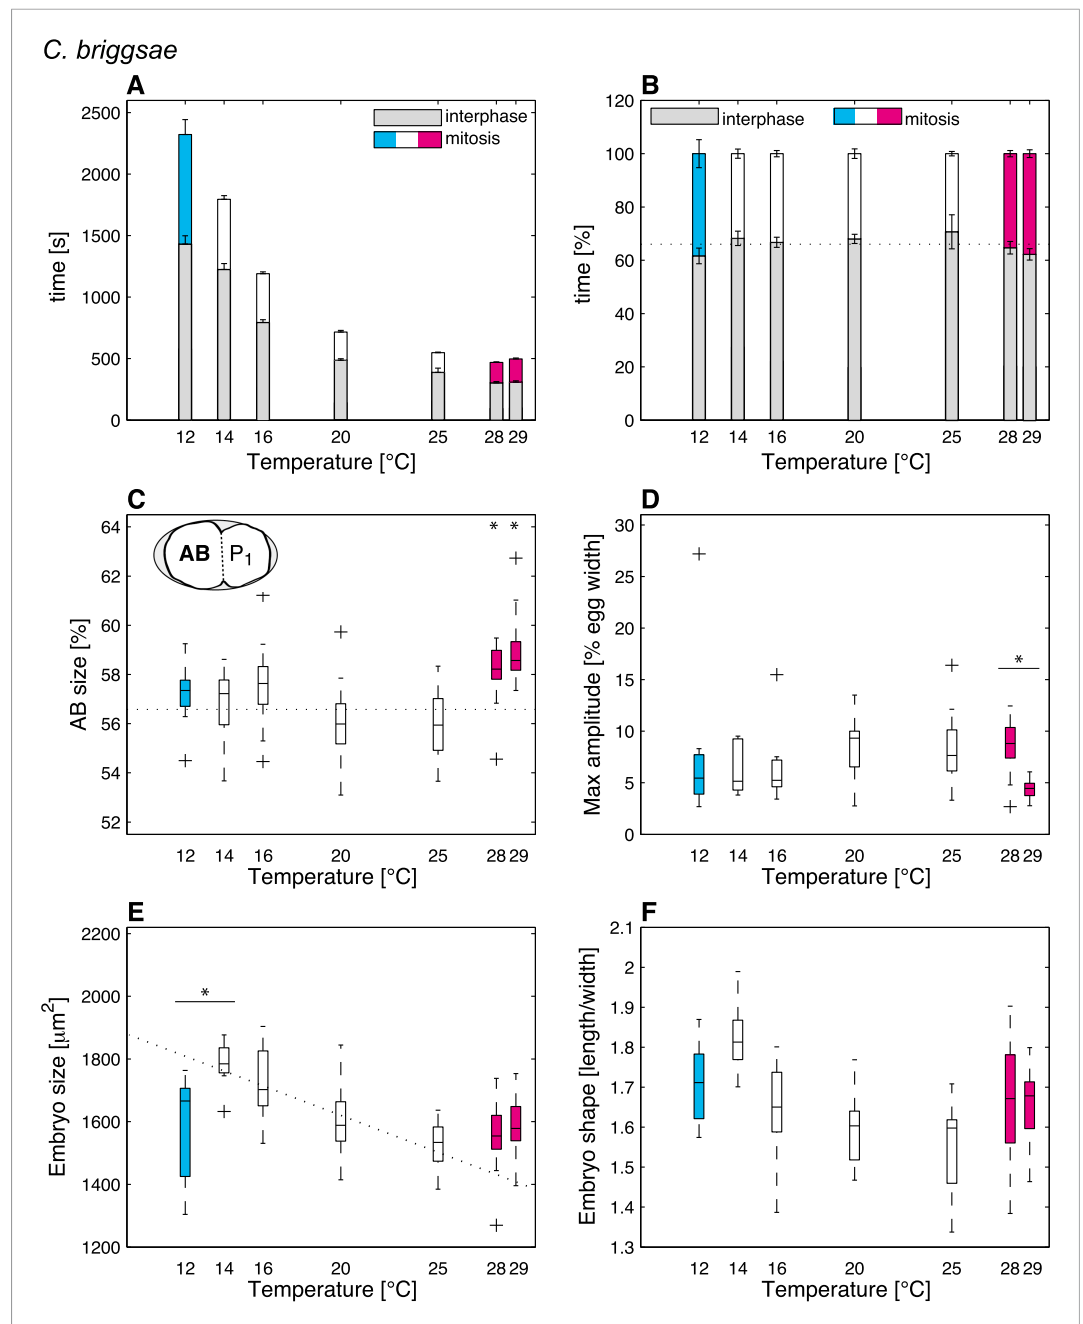 C. briggsae
A
2500
2000
1500
1000
500
0
time [s]
interphase
mitosis
12 14 16 20 25 28 29
Temperature [°C]
B
120
100
80
60
40
20
0
time [%]
interphase mitosis
12 14 16 20 25 28 29
Temperature [°C]
C
64
62
60
58
56
54
52
AB size [%]
AB P1
* *
12 14 16 20 25 28 29
Temperature [°C]
D
30
25
20
15
10
5
0
Max amplitude [% egg width]
*
12 14 16 20 25 28 29
Temperature [°C]
E
2200
2000
1800
1600
1400
1200
Embryo size [µm²]
*
12 14 16 20 25 28 29
Temperature [°C]
F
2.1
2
1.9
1.8
1.7
1.6
1.5
1.4
1.3
Embryo shape [length/width]
12 14 16 20 25 28 29
Temperature [°C]